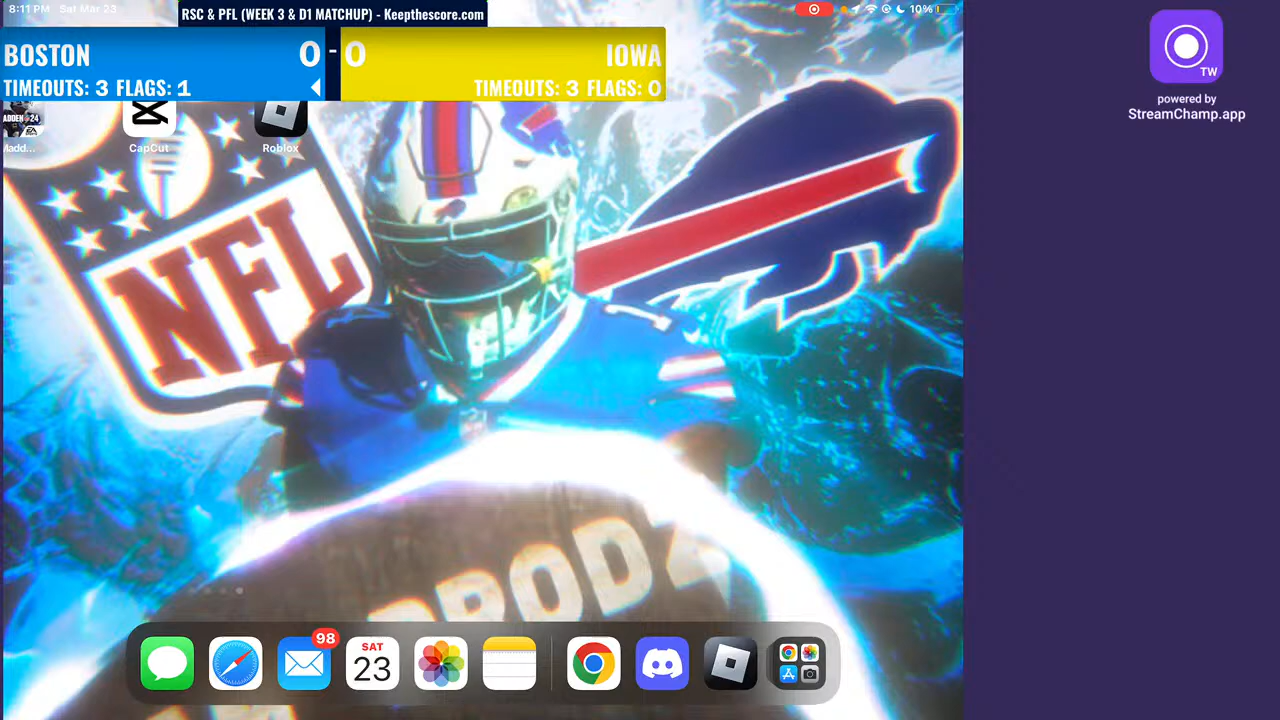 8:11 PM Sat Mar 23
10%
RSC & PFL (WEEK 3 & D1 MATCHUP) - Keepthescore.com
BOSTON 0 - 0 IOWA
TIMEOUTS: 3 FLAGS: 1 TIMEOUTS: 3 FLAGS: 0
TW
powered by
StreamChamp.app
Madd... CapCut Roblox
NFL
98
SAT
23